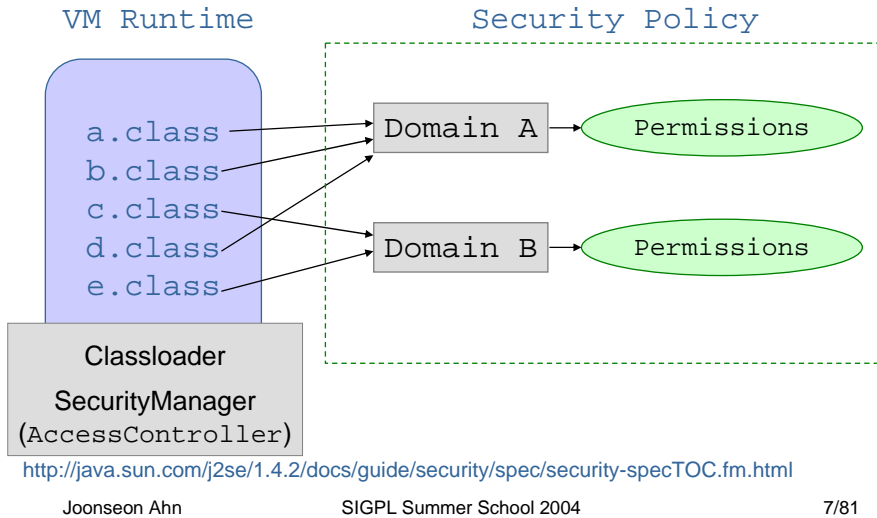 VM Runtime
Security Policy
a.class
b.class
c.class
d.class
e.class
Domain A
Permissions
Domain B
Permissions
Classloader
SecurityManager
(AccessController)
http://java.sun.com/j2se/1.4.2/docs/guide/security/spec/security-specTOC.fm.html
Joonseon Ahn
SIGPL Summer School 2004
7/81